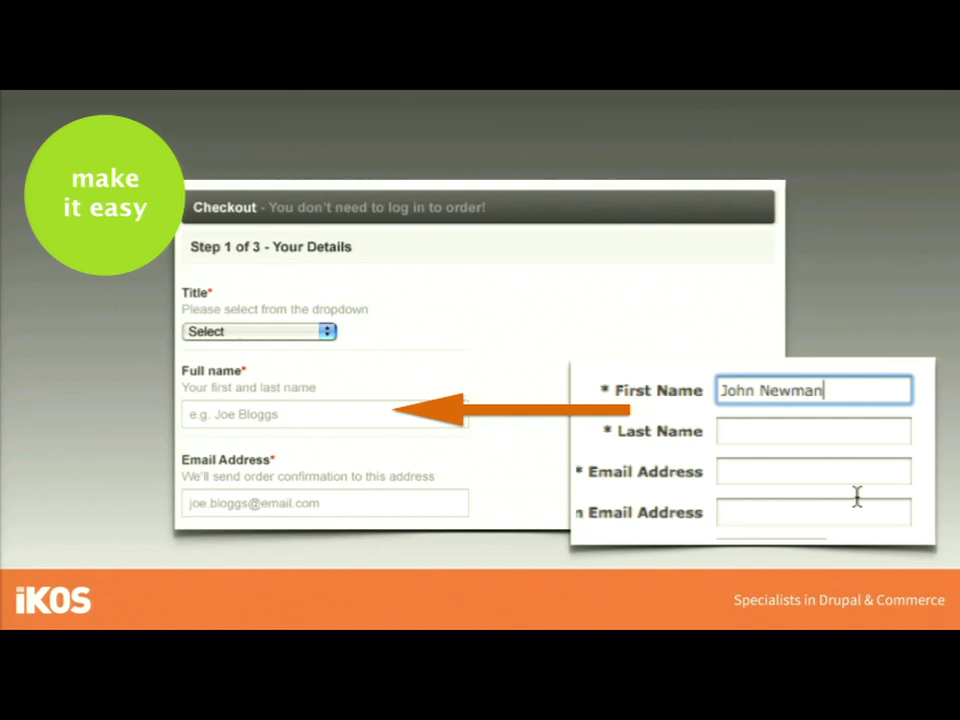 make
it easy
Checkout - You don't need to log in to order!
Step 1 of 3 - Your Details
Title*
Please select from the dropdown
Select
Full name*
Your first and last name
e.g. Joe Bloggs
Email Address*
We'll send order confirmation to this address
joe.bloggs@email.com
* First Name John Newman
* Last Name
* Email Address
n Email Address
iKOS
Specialists in Drupal & Commerce